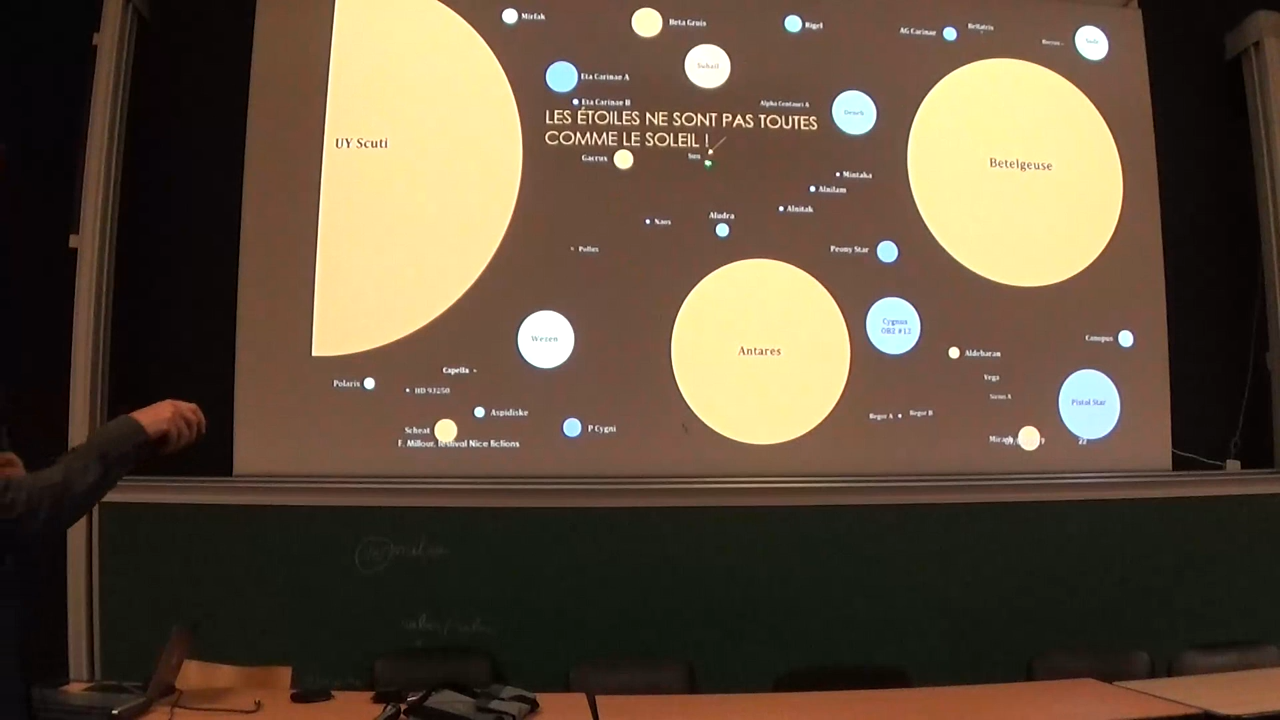 Mirfak
Beta Gruis
Rigel
AG Carinae
Bellatrix
Suhail
Eta Carinae A
Eta Carinae B
Alpha Centauri A
Deneb
LES ÉTOILES NE SONT PAS TOUTES
COMME LE SOLEIL !
UY Scuti
Gacrux
Sun
Betelgeuse
Mintaka
Alnilam
Alnitak
Naos
Aludra
Pollux
Peony Star
Wezen
Antares
Cygnus
OB2 #12
Canopus
Aldebaran
Capella
Polaris
HD 93250
Vega
Sirius A
Pistol Star
Aspidiske
Regor A
Regor B
Scheat
P Cygni
F. Millour, festival Nice fictions
Mirach
22